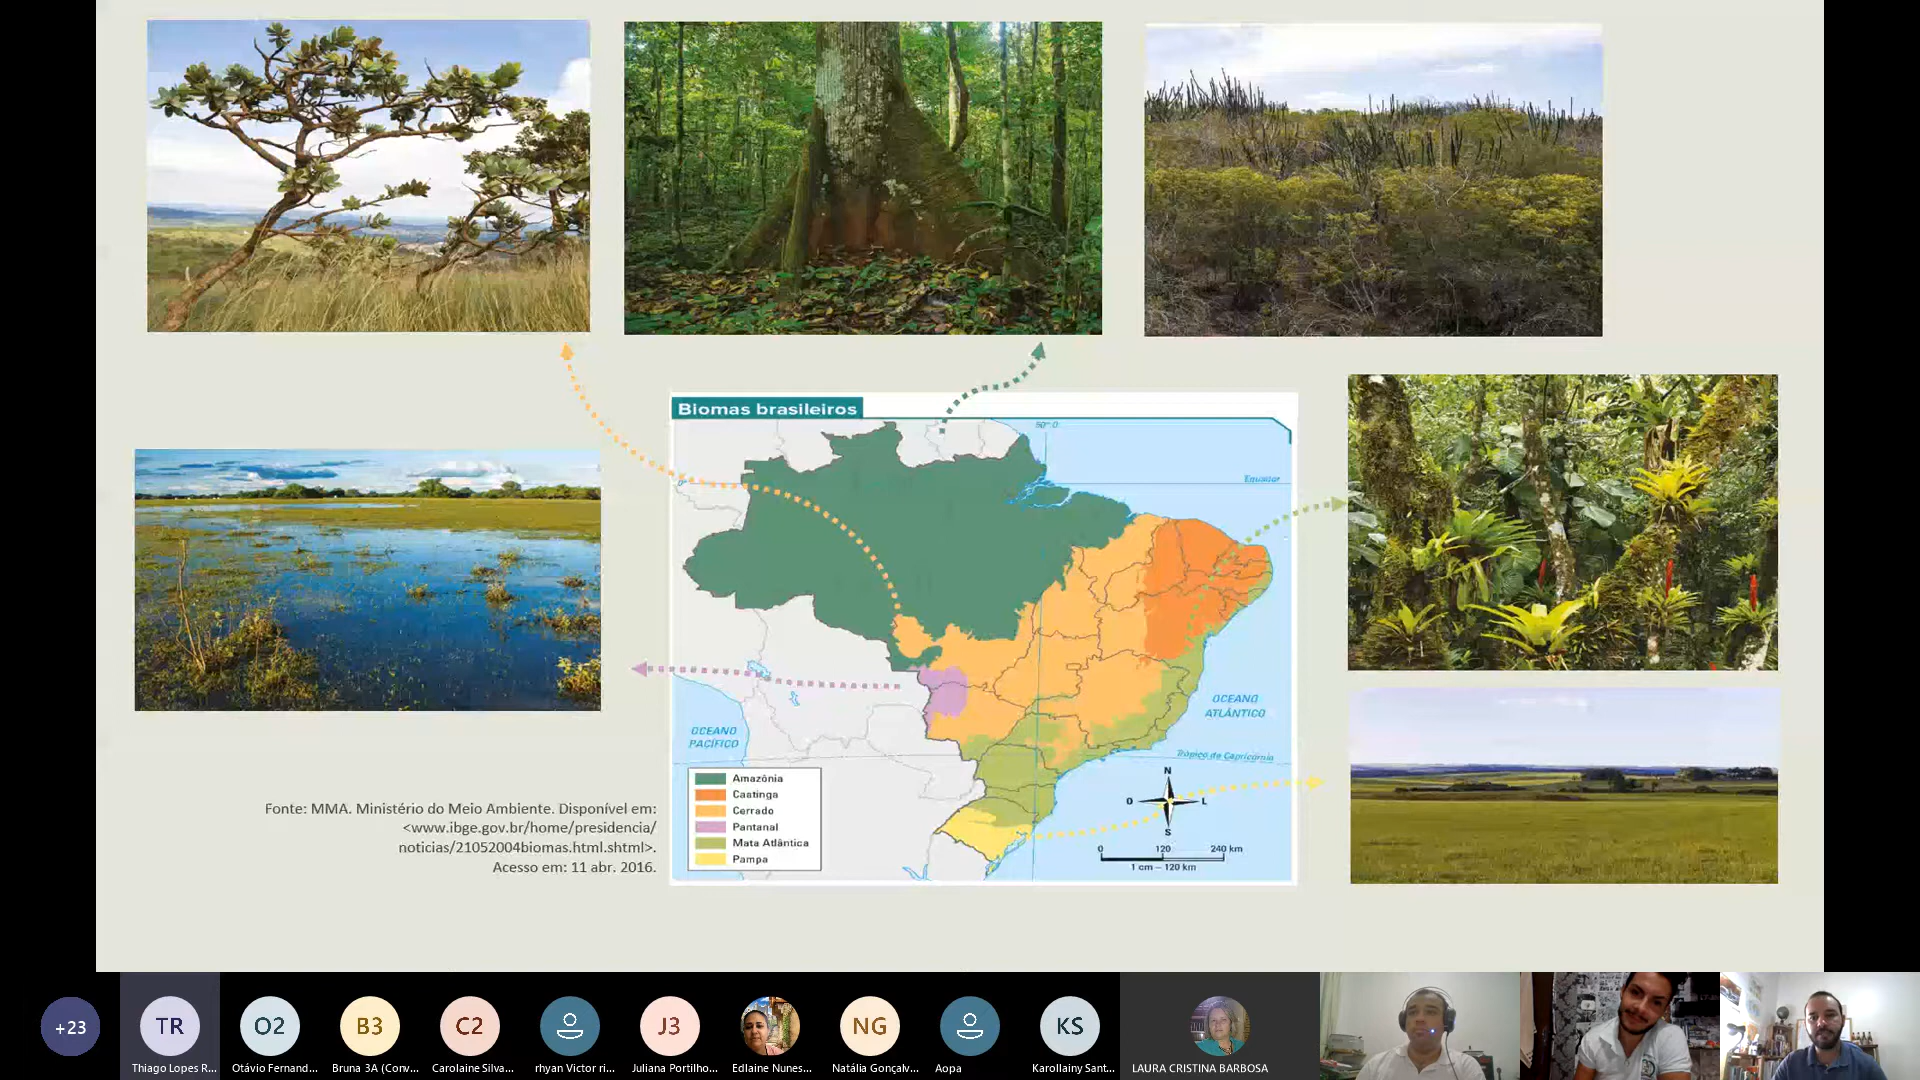 Biomas brasileiros
50° O
Equador
0°
OCEANO
PACÍFICO
OCEANO
ATLÂNTICO
Trópico de Capricórnio
N
O
L
S
0 120 240 km
1 cm – 120 km
Amazônia
Caatinga
Cerrado
Pantanal
Mata Atlântica
Pampa
Fonte: MMA. Ministério do Meio Ambiente. Disponível em:
<www.ibge.gov.br/home/presidencia/
noticias/21052004biomas.html.shtml>.
Acesso em: 11 abr. 2016.
+23
TR
O2
B3
C2
J3
NG
KS
Thiago Lopes R...
Otávio Fernand...
Bruna 3A (Conv...
Carolaine Silva...
rhyan Victor ri...
Juliana Portilho...
Edlaine Nunes...
Natália Gonçalv...
Aopa
Karollainy Sant...
LAURA CRISTINA BARBOSA